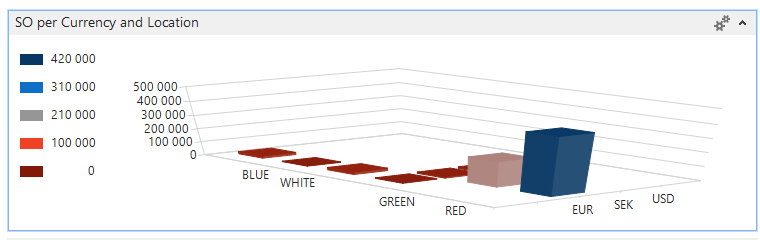 SO per Currency and Location
420 000
310 000
210 000
100 000
0
500 000
400 000
300 000
200 000
100 000
0
BLUE
WHITE
GREEN
RED
EUR
SEK
USD